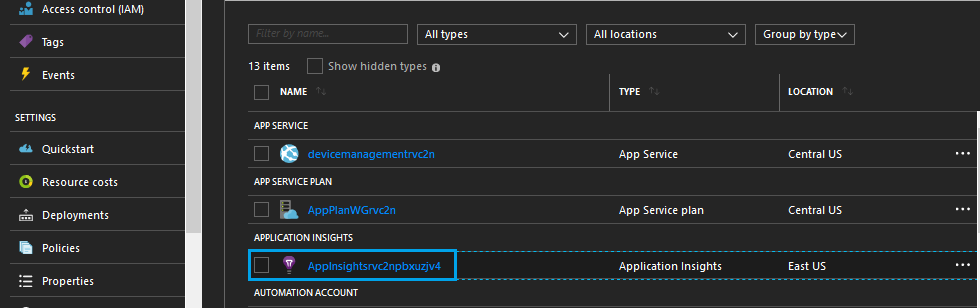 Access control (IAM)
Tags
Events
SETTINGS
Quickstart
Resource costs
Deployments
Policies
Properties
Filter by name...
All types
All locations
Group by type
13 items
Show hidden types
NAME
TYPE
LOCATION
APP SERVICE
devicemanagementrvc2n
App Service
Central US
APP SERVICE PLAN
AppPlanWGrvc2n
App Service plan
Central US
APPLICATION INSIGHTS
AppInsightsrvc2npbxuzjv4
Application Insights
East US
AUTOMATION ACCOUNT